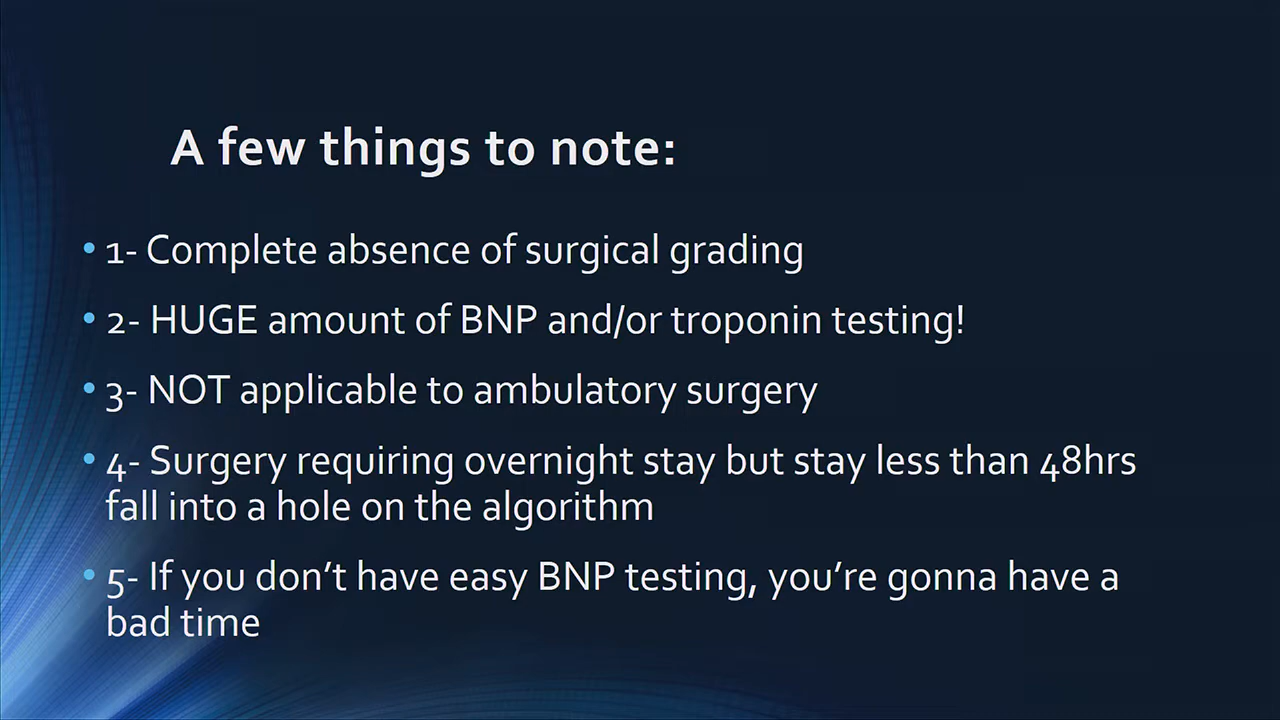 A few things to note:
• 1- Complete absence of surgical grading
• 2- HUGE amount of BNP and/or troponin testing!
• 3- NOT applicable to ambulatory surgery
• 4- Surgery requiring overnight stay but stay less than 48hrs
fall into a hole on the algorithm
• 5- If you don’t have easy BNP testing, you’re gonna have a
bad time